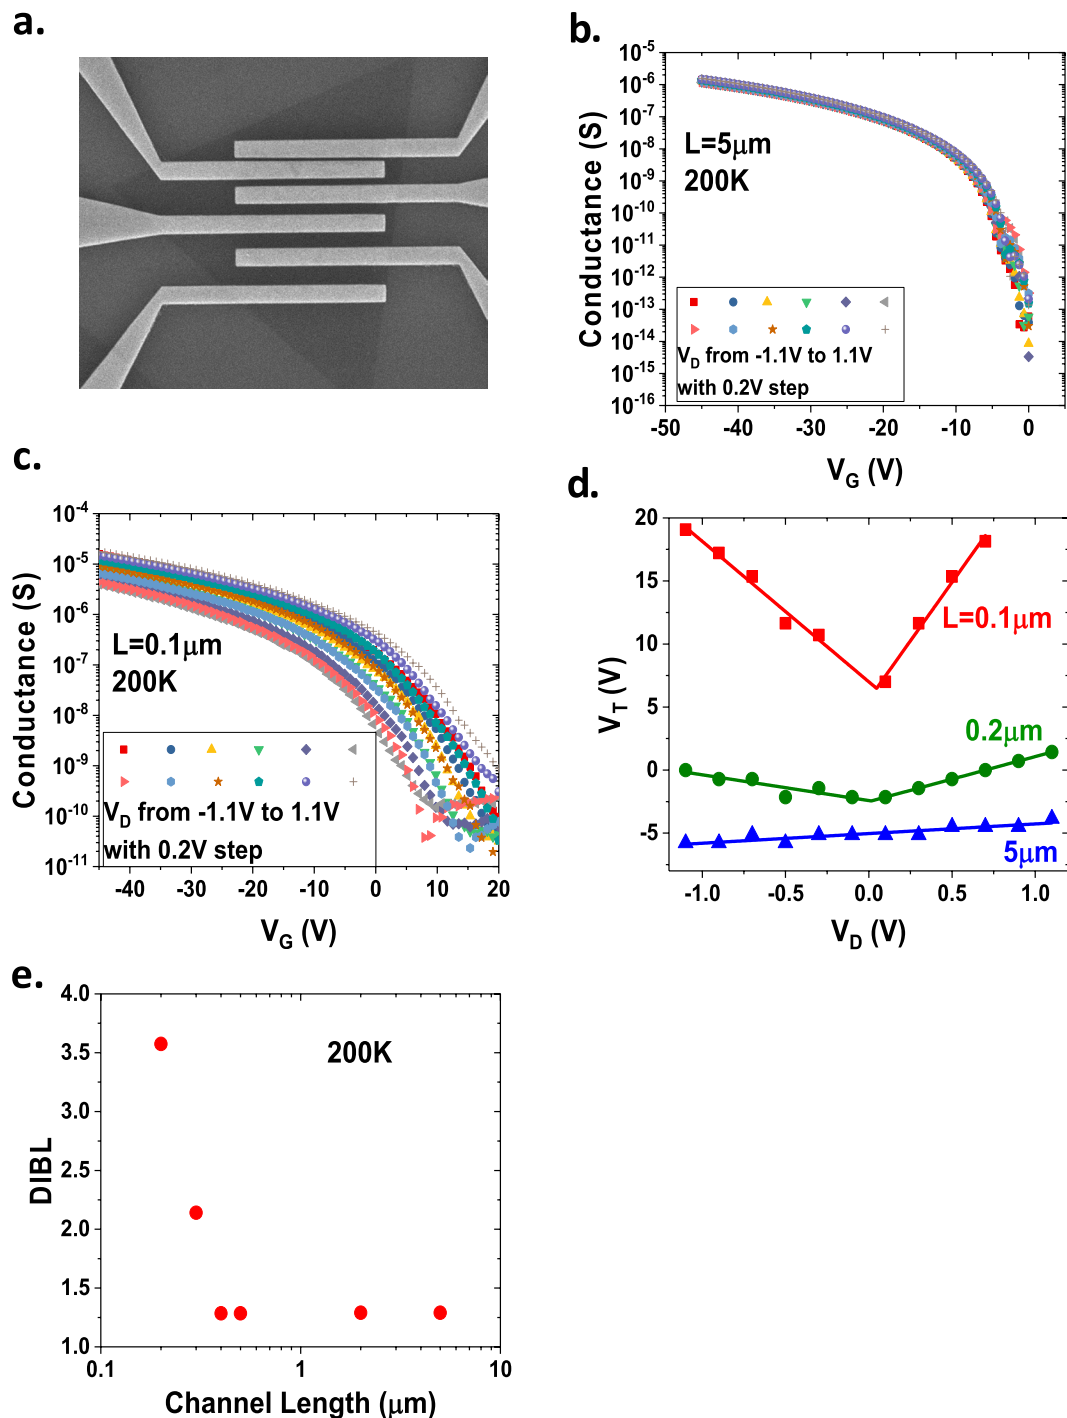 a.
b.
10⁻⁵
10⁻⁶
10⁻⁷
10⁻⁸
10⁻⁹
10⁻¹⁰
10⁻¹¹
10⁻¹²
10⁻¹³
10⁻¹⁴
10⁻¹⁵
10⁻¹⁶
Conductance (S)
L=5μm
200K
V_D from -1.1V to 1.1V
with 0.2V step
-50 -40 -30 -20 -10 0
V_G (V)
c.
10⁻⁴
10⁻⁵
10⁻⁶
10⁻⁷
10⁻⁸
10⁻⁹
10⁻¹⁰
10⁻¹¹
Conductance (S)
L=0.1μm
200K
V_D from -1.1V to 1.1V
with 0.2V step
-40 -30 -20 -10 0 10 20
V_G (V)
d.
20
15
10
5
0
-5
V_T (V)
L=0.1μm
0.2μm
5μm
-1.0 -0.5 0.0 0.5 1.0
V_D (V)
e.
4.0
3.5
3.0
2.5
2.0
1.5
1.0
DIBL
200K
0.1 1 10
Channel Length (μm)